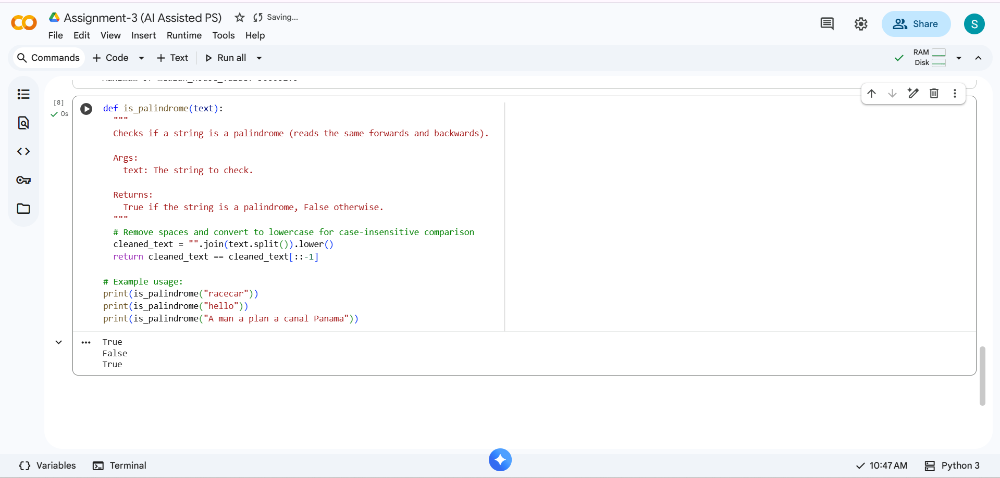 Assignment-3 (AI Assisted PS) Saving...
File Edit View Insert Runtime Tools Help
Share
S
Commands + Code + Text Run all
RAM
Disk
[8]
0s
def is_palindrome(text):
"""
Checks if a string is a palindrome (reads the same forwards and backwards).
Args:
text: The string to check.
Returns:
True if the string is a palindrome, False otherwise.
"""
# Remove spaces and convert to lowercase for case-insensitive comparison
cleaned_text = "".join(text.split()).lower()
return cleaned_text == cleaned_text[::-1]
# Example usage:
print(is_palindrome("racecar"))
print(is_palindrome("hello"))
print(is_palindrome("A man a plan a canal Panama"))
True
False
True
{} Variables Terminal
10:47 AM Python 3